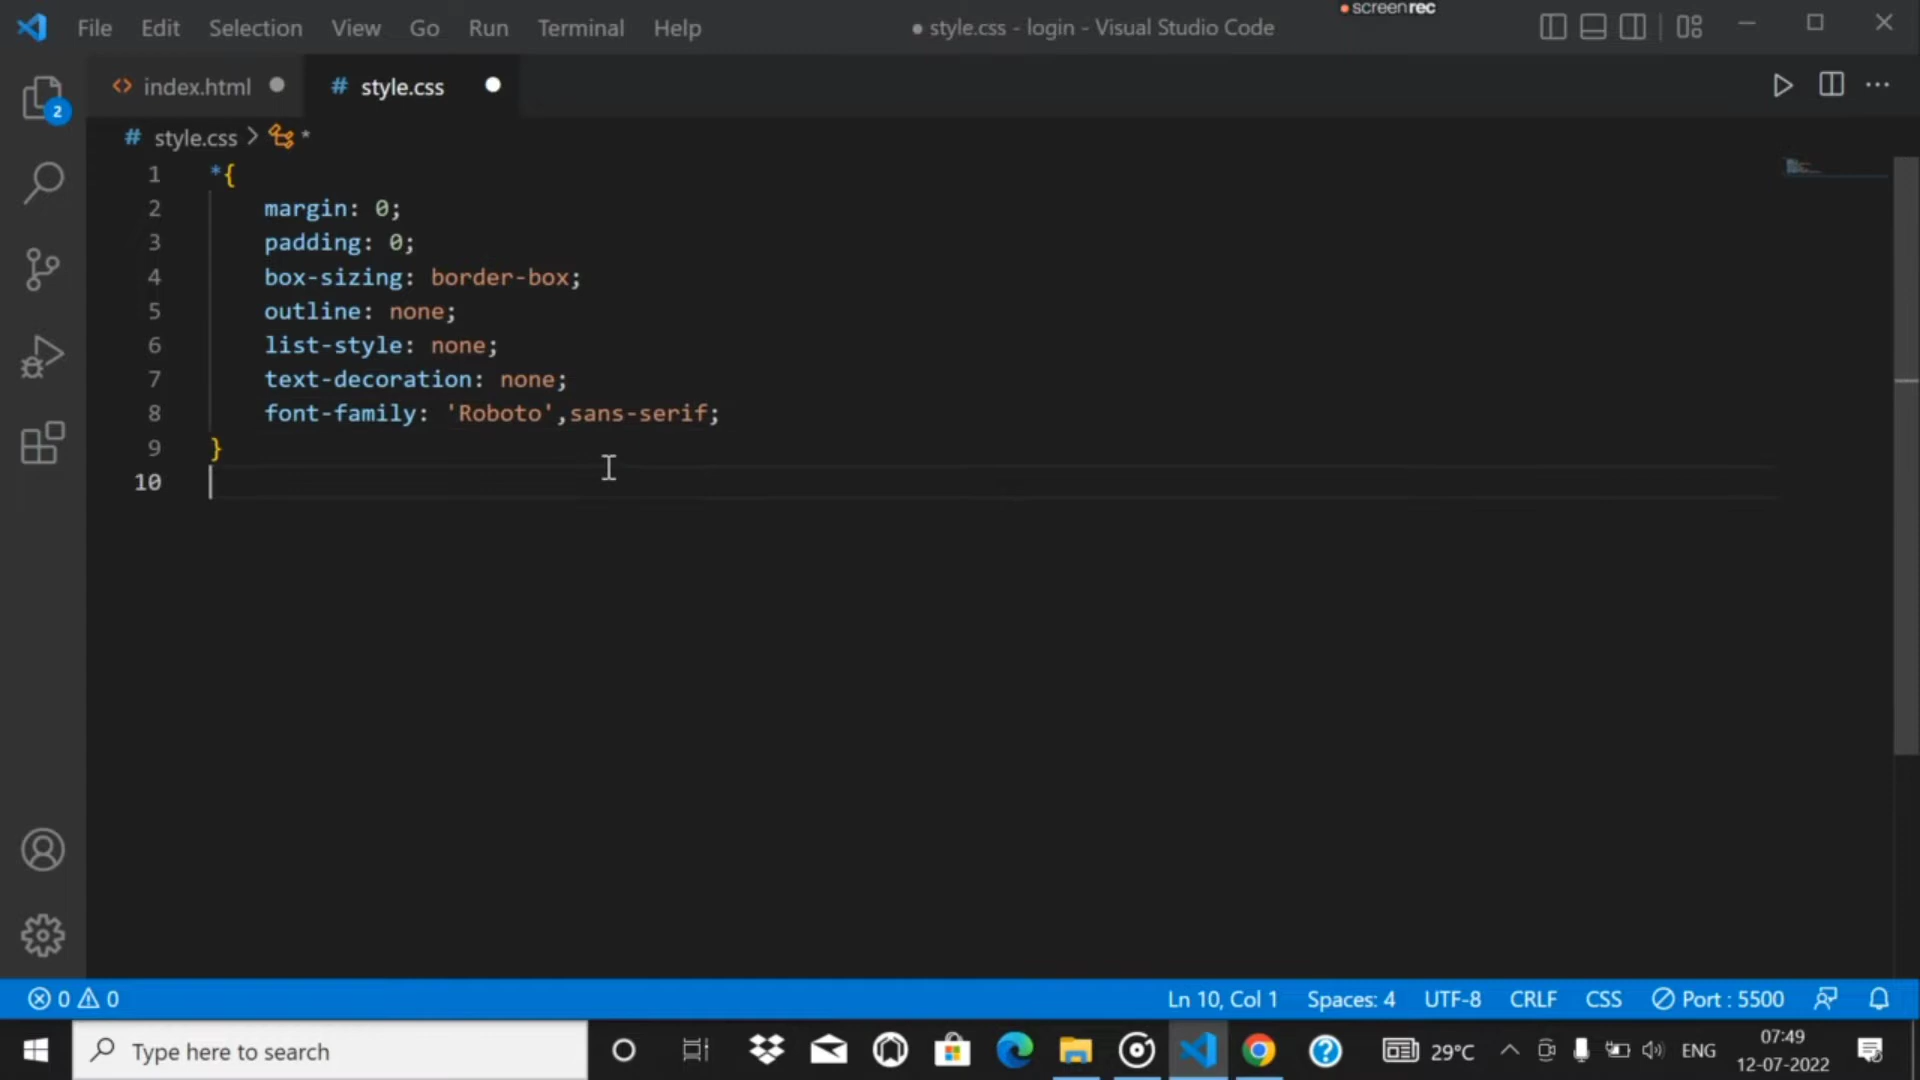 screenrec
File Edit Selection View Go Run Terminal Help ● style.css - login - Visual Studio Code
index.html ● # style.css ●
# style.css > *
2
1 *{
2 margin: 0;
3 padding: 0;
4 box-sizing: border-box;
5 outline: none;
6 list-style: none;
7 text-decoration: none;
8 font-family: 'Roboto',sans-serif;
9 }
10
0 0 Ln 10, Col 1 Spaces: 4 UTF-8 CRLF CSS Port : 5500
Type here to search 29°C ENG 07:49
12-07-2022